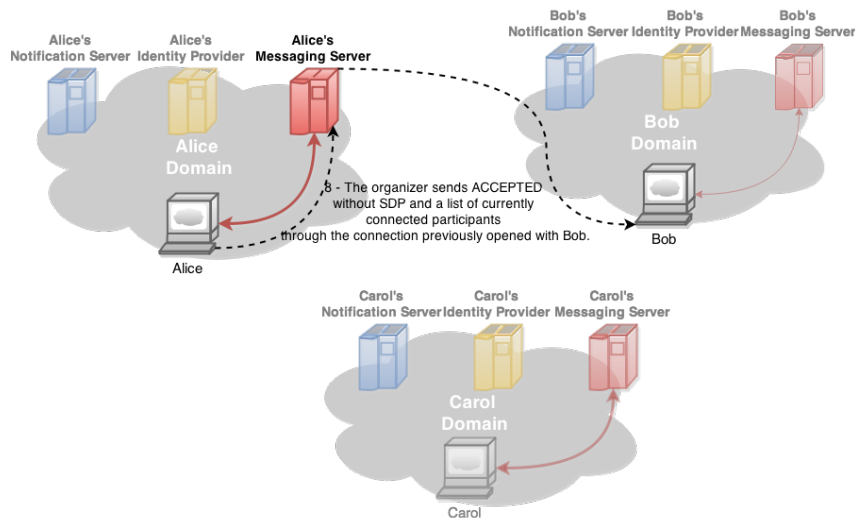 Alice's
Notification Server
Alice's
Identity Provider
Alice's
Messaging Server
Bob's
Notification Server
Bob's
Identity Provider
Bob's
Messaging Server
Alice
Domain
Bob
Domain
8 - The organizer sends ACCEPTED
without SDP and a list of currently
connected participants
through the connection previously opened with Bob.
Alice
Bob
Carol's
Notification Server
Carol's
Identity Provider
Carol's
Messaging Server
Carol
Domain
Carol